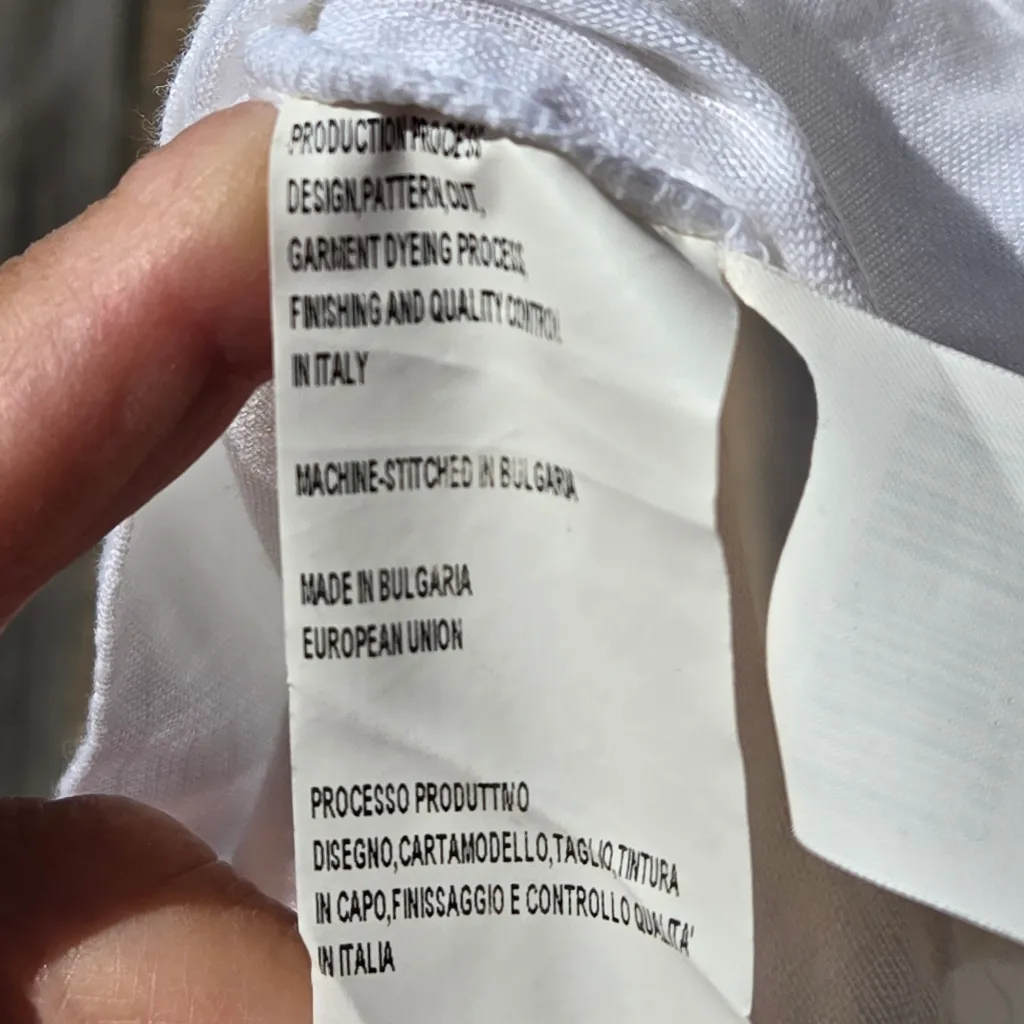 PRODUCTION PROCESS
DESIGN,PATTERN,CUT,
GARMENT DYEING PROCESS,
FINISHING AND QUALITY CONTROL
IN ITALY
MACHINE-STITCHED IN BULGARIA
MADE IN BULGARIA
EUROPEAN UNION
PROCESSO PRODUTTIVO
DISEGNO,CARTAMODELLO,TAGLIO,TINTURA
IN CAPO,FINISSAGGIO E CONTROLLO QUALITA'
IN ITALIA